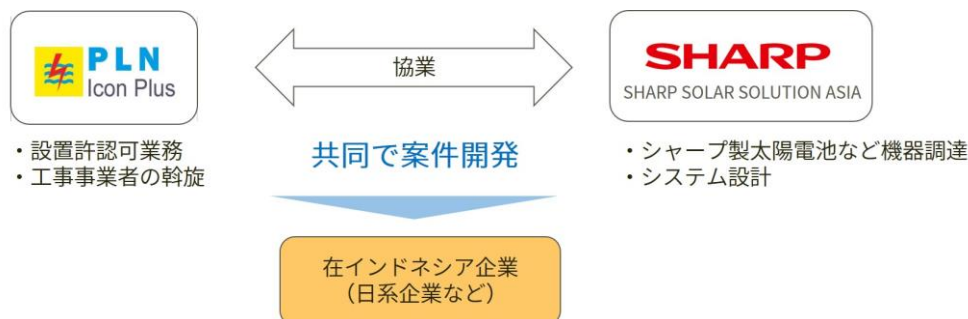 PLN
Icon Plus
協業
SHARP
SHARP SOLAR SOLUTION ASIA
・設置許認可業務
・工事事業者の斡旋
共同で案件開発
・シャープ製太陽電池など機器調達
・システム設計
在インドネシア企業
（日系企業など）